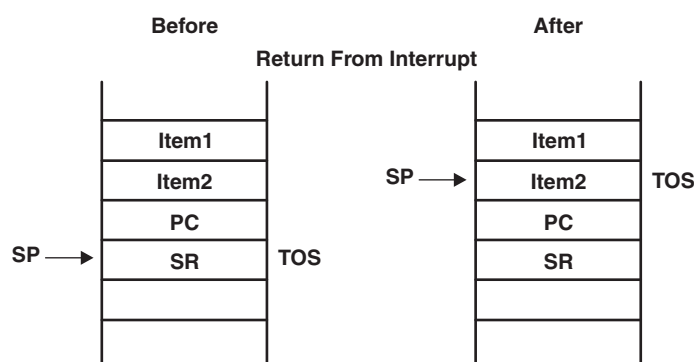 Before After
Return From Interrupt
Item1 Item1
SP Item2 TOS
Item2
PC PC
SP SR TOS SR